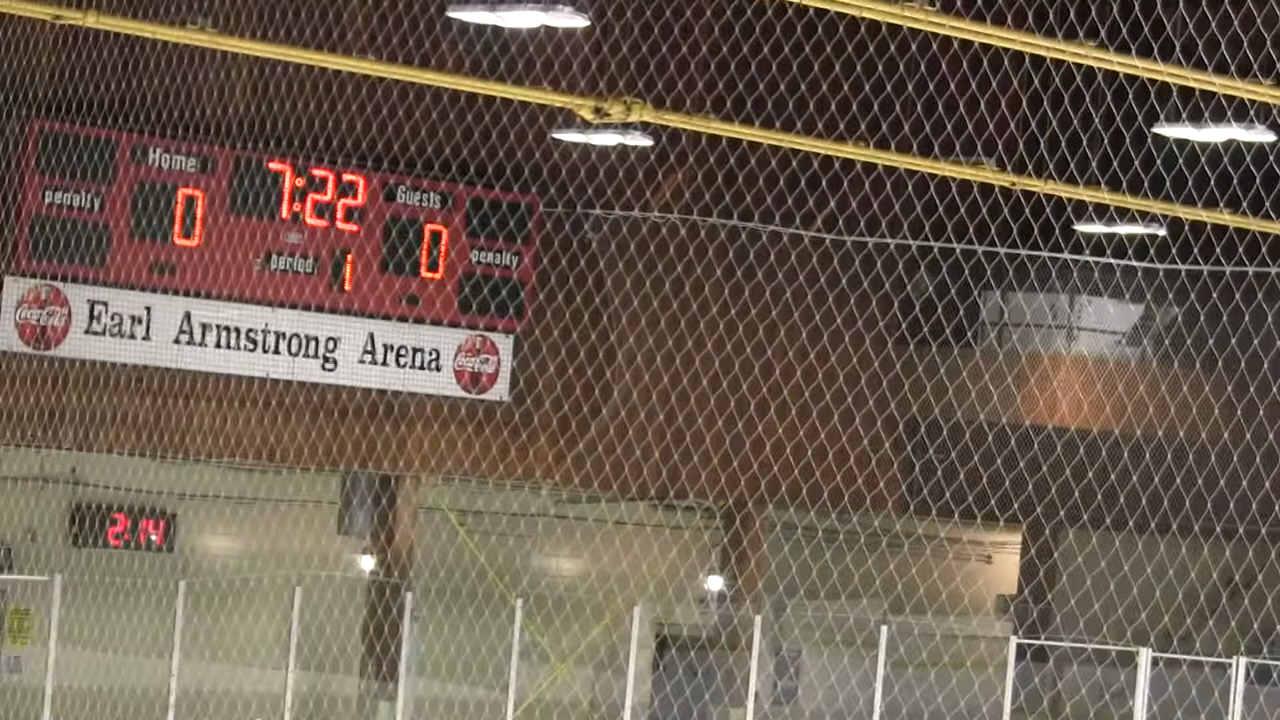 Home
7:22
Guests
penalty
0
0
penalty
period
1
Coca-Cola
Earl Armstrong Arena
Coca-Cola
2:14